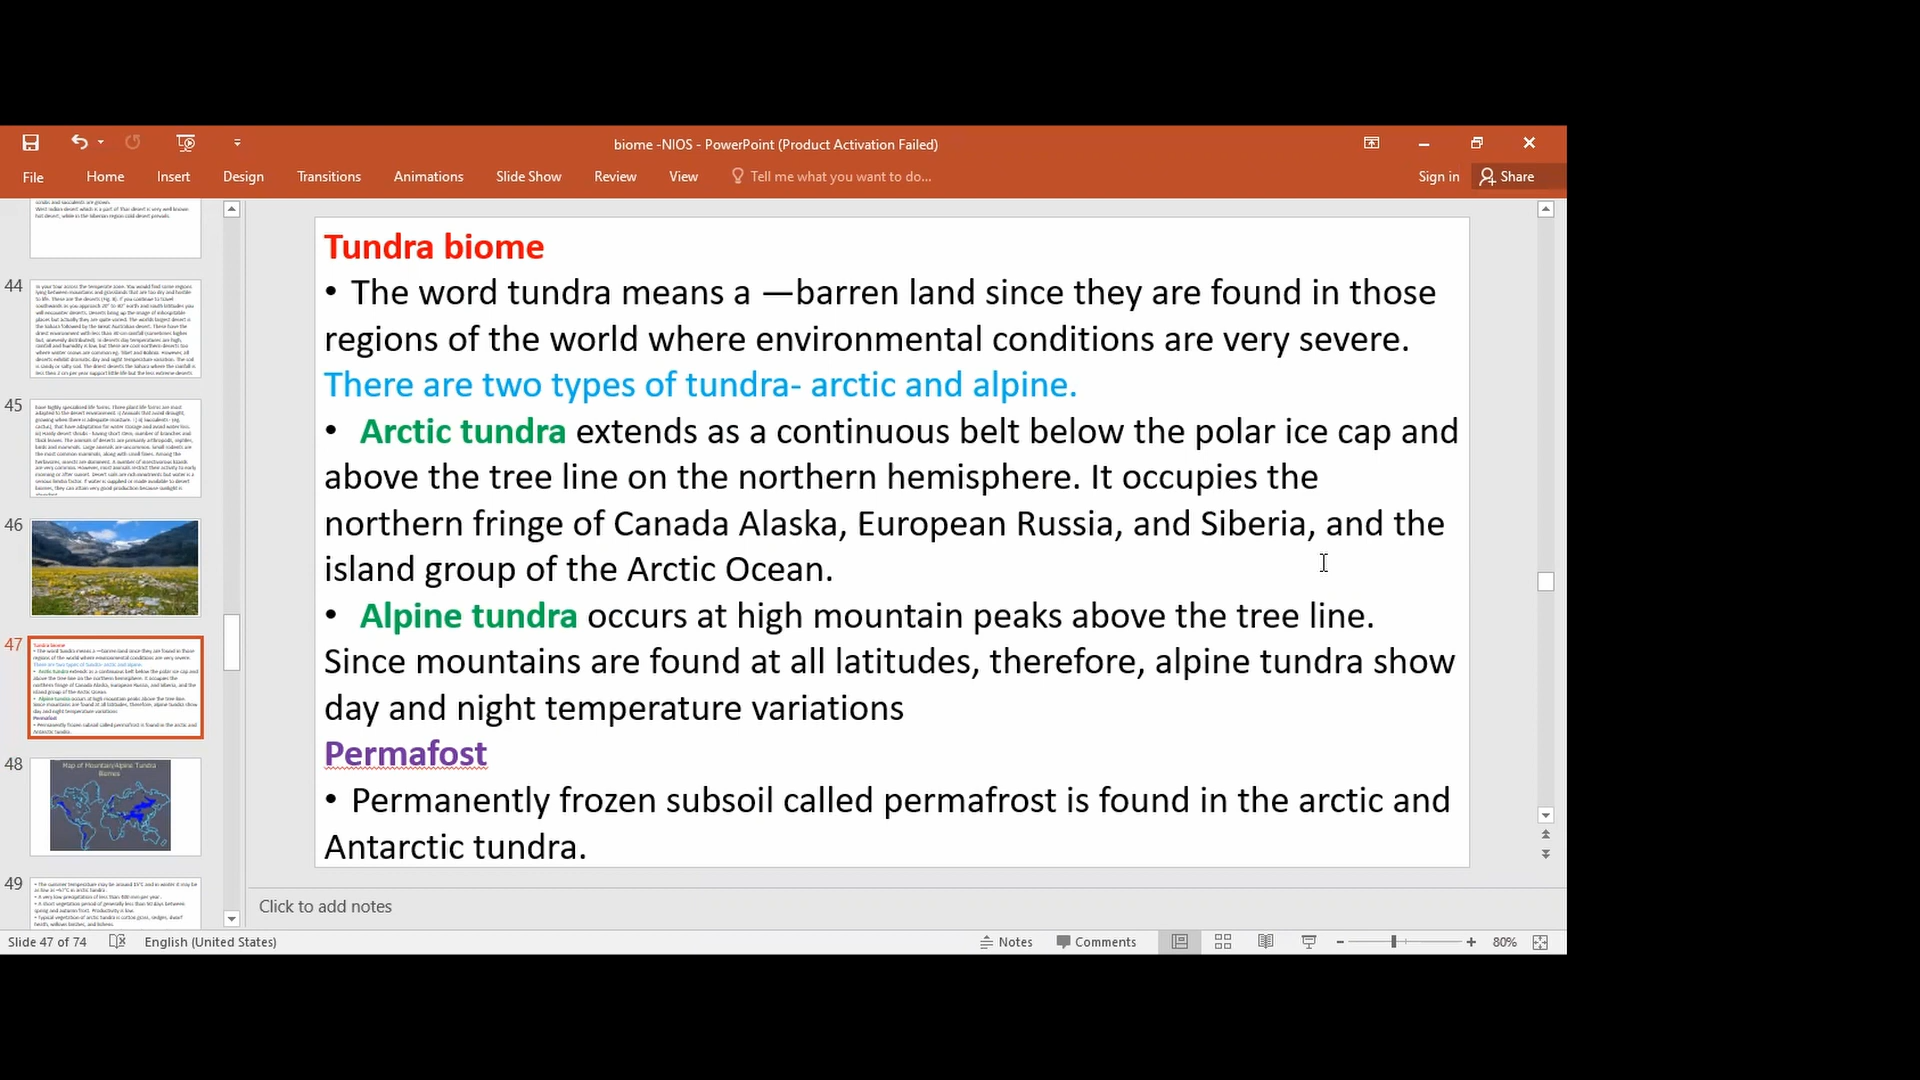 biome -NIOS - PowerPoint (Product Activation Failed)
File Home Insert Design Transitions Animations Slide Show Review View Tell me what you want to do... Sign in Share
44
45
46
47
48
Map of Mountain/Alpine Tundra
Biomes
49
Tundra biome
• The word tundra means a —barren land since they are found in those
regions of the world where environmental conditions are very severe.
There are two types of tundra- arctic and alpine.
• Arctic tundra extends as a continuous belt below the polar ice cap and
above the tree line on the northern hemisphere. It occupies the
northern fringe of Canada Alaska, European Russia, and Siberia, and the
island group of the Arctic Ocean.
• Alpine tundra occurs at high mountain peaks above the tree line.
Since mountains are found at all latitudes, therefore, alpine tundra show
day and night temperature variations
Permafost
• Permanently frozen subsoil called permafrost is found in the arctic and
Antarctic tundra.
Click to add notes
Slide 47 of 74 English (United States) Notes Comments 80%